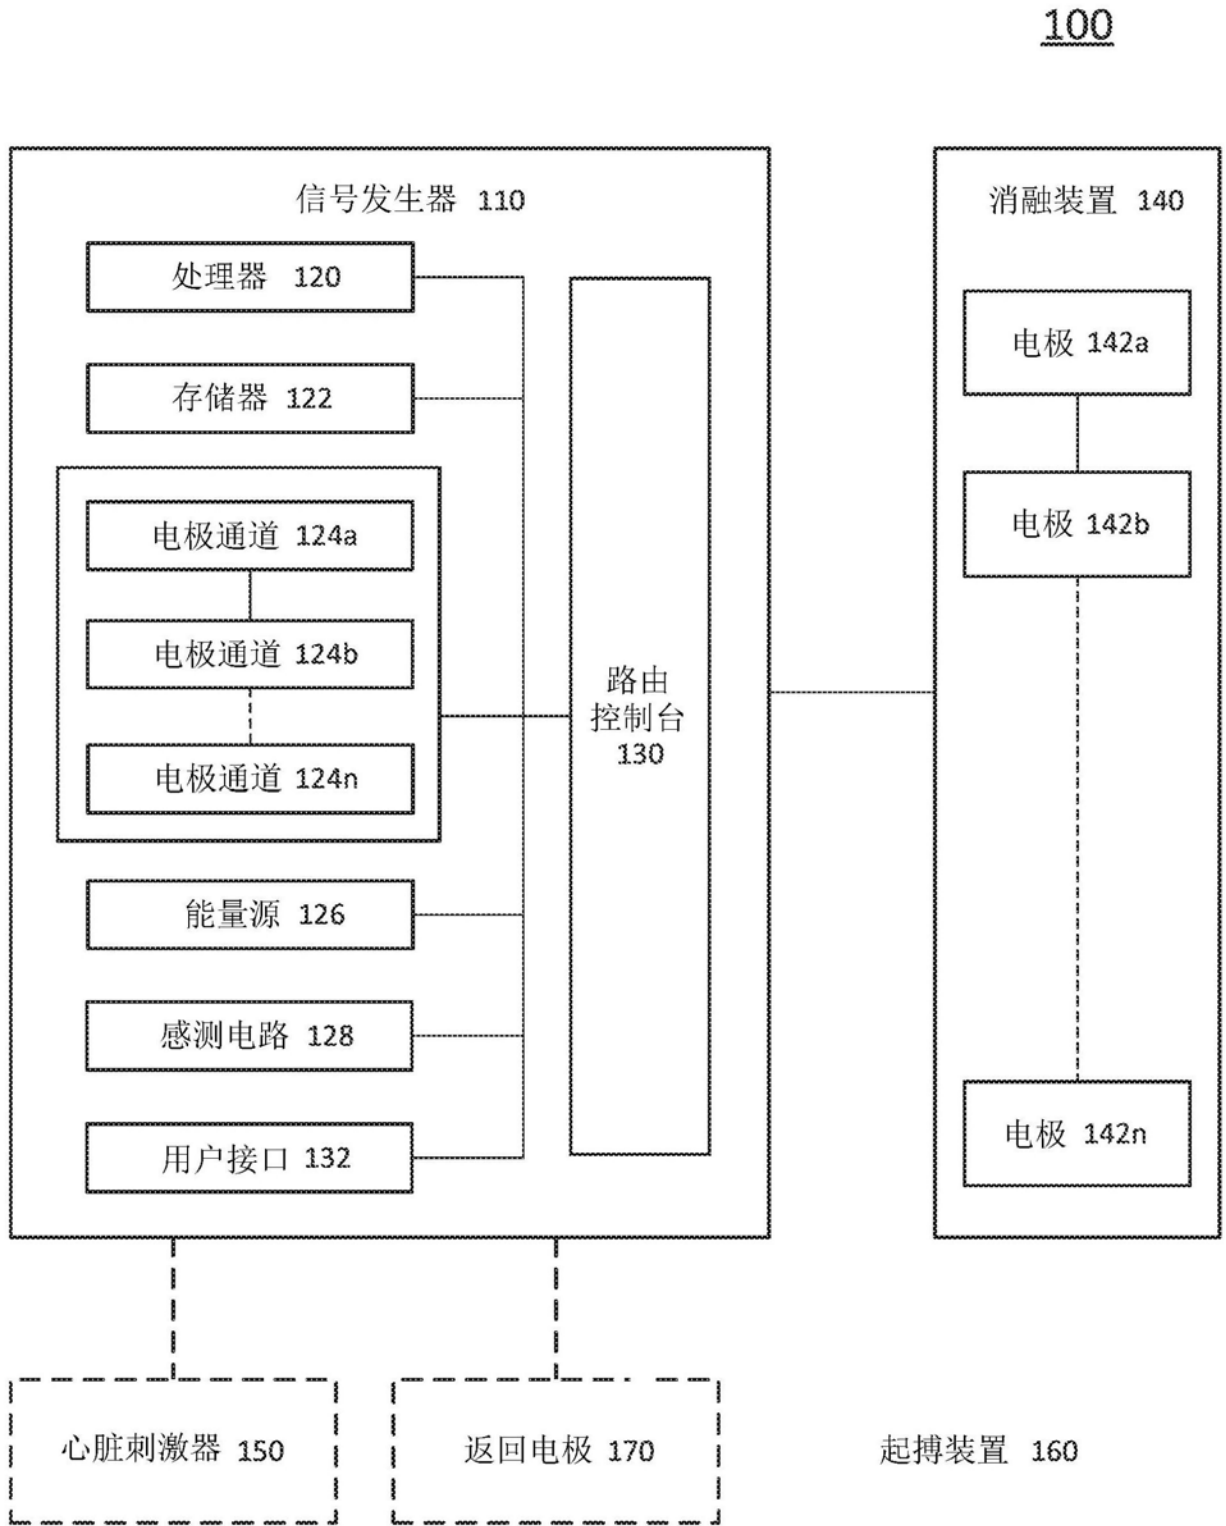 100
信号发生器 110
处理器 120
存储器 122
电极通道 124a
电极通道 124b
电极通道 124n
能量源 126
感测电路 128
用户接口 132
路由
控制台
130
消融装置 140
电极 142a
电极 142b
电极 142n
心脏刺激器 150
返回电极 170
起搏装置 160